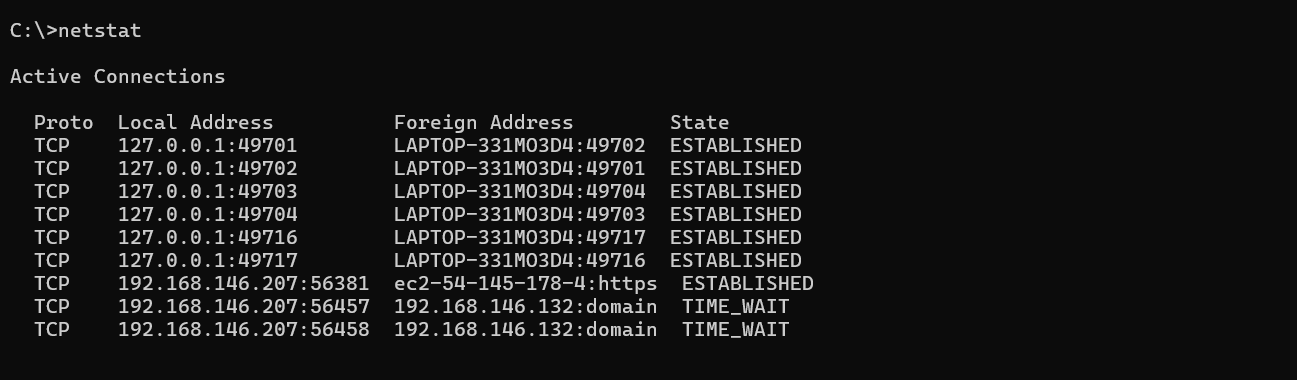 C:\>netstat
Active Connections
Proto  Local Address          Foreign Address        State
TCP    127.0.0.1:49701        LAPTOP-331MO3D4:49702  ESTABLISHED
TCP    127.0.0.1:49702        LAPTOP-331MO3D4:49701  ESTABLISHED
TCP    127.0.0.1:49703        LAPTOP-331MO3D4:49704  ESTABLISHED
TCP    127.0.0.1:49704        LAPTOP-331MO3D4:49703  ESTABLISHED
TCP    127.0.0.1:49716        LAPTOP-331MO3D4:49717  ESTABLISHED
TCP    127.0.0.1:49717        LAPTOP-331MO3D4:49716  ESTABLISHED
TCP    192.168.146.207:56381  ec2-54-145-178-4:https  ESTABLISHED
TCP    192.168.146.207:56457  192.168.146.132:domain  TIME_WAIT
TCP    192.168.146.207:56458  192.168.146.132:domain  TIME_WAIT